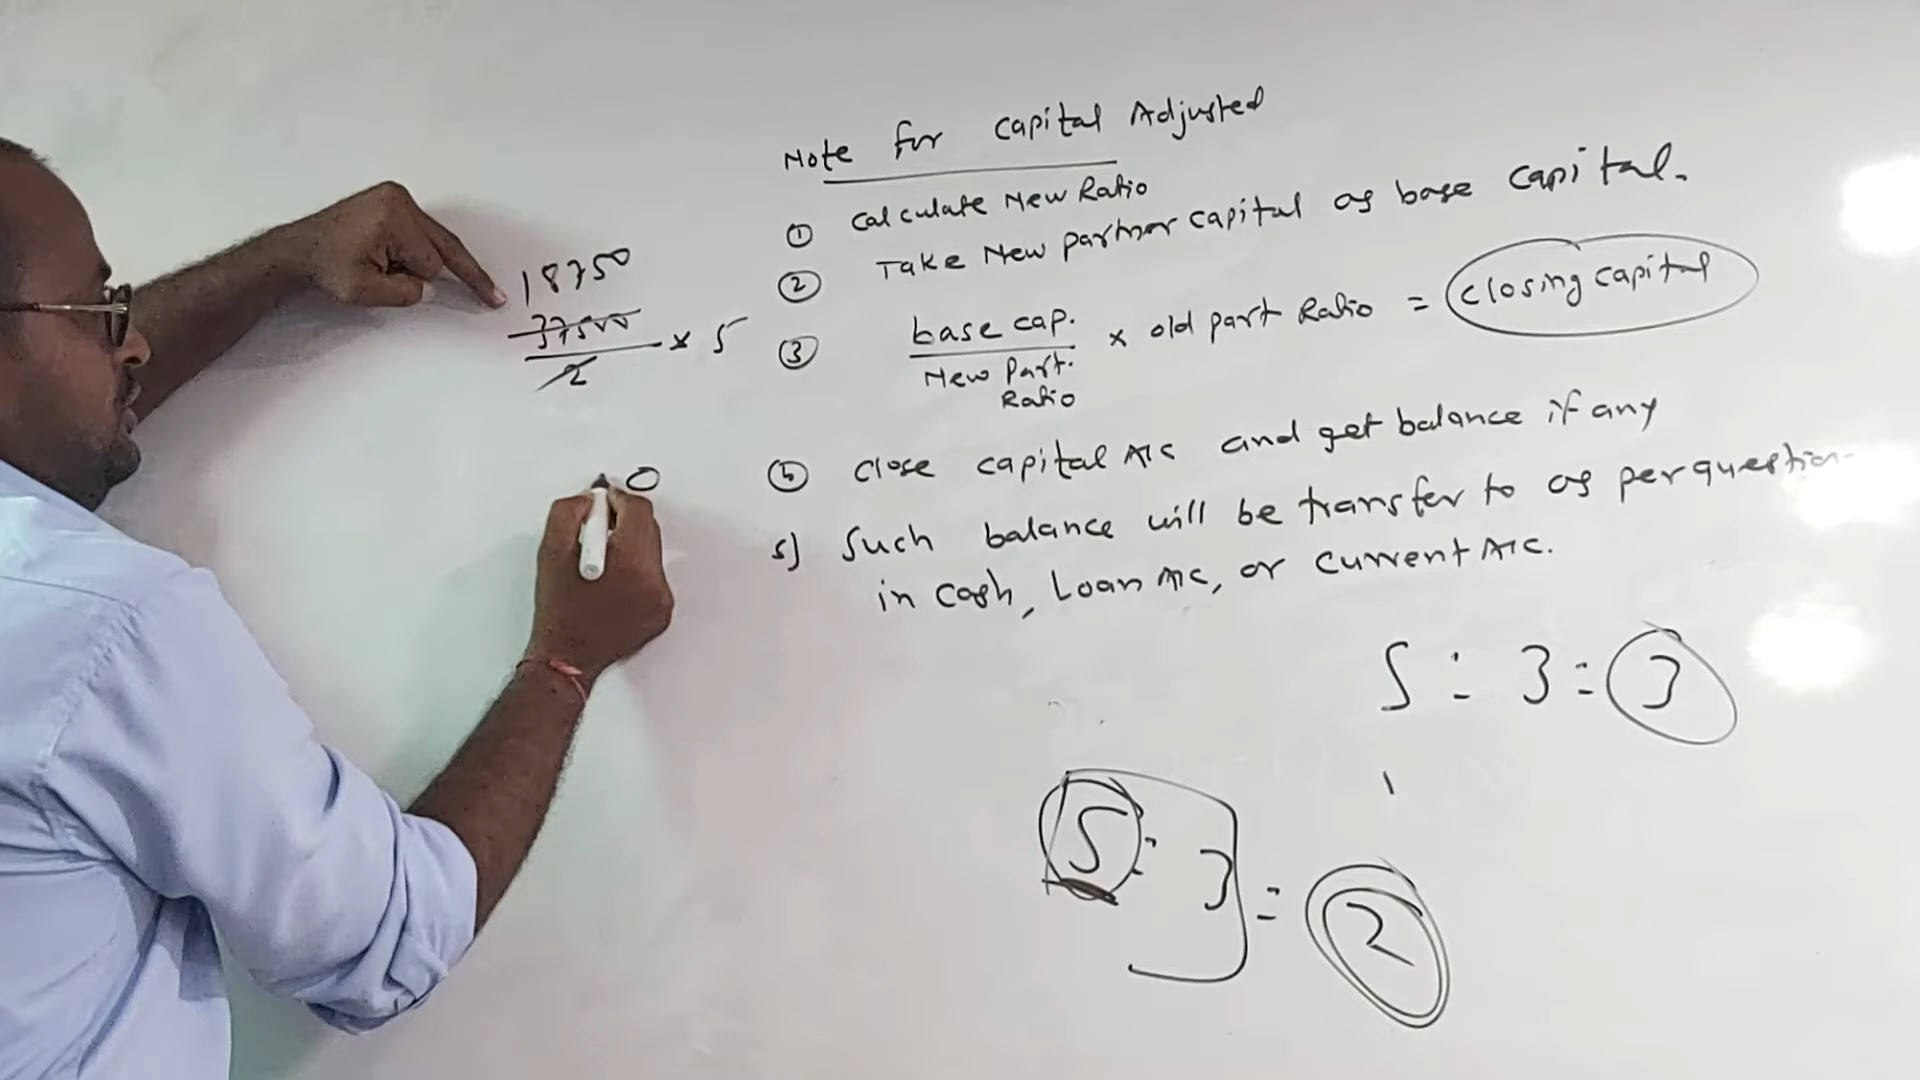 Note for capital Adjusted
① calculate New Ratio
② Take New partner capital as base capital.
③ base cap. / New Part. Ratio × old part Ratio = closing capital
④ close capital A/c and get balance if any
5) Such balance will be transfer to as per question
in cash, Loan A/c, or current A/c.
18750
37500 / 2 × 5
0
5 : 3 : 3
5 : 3 = 2